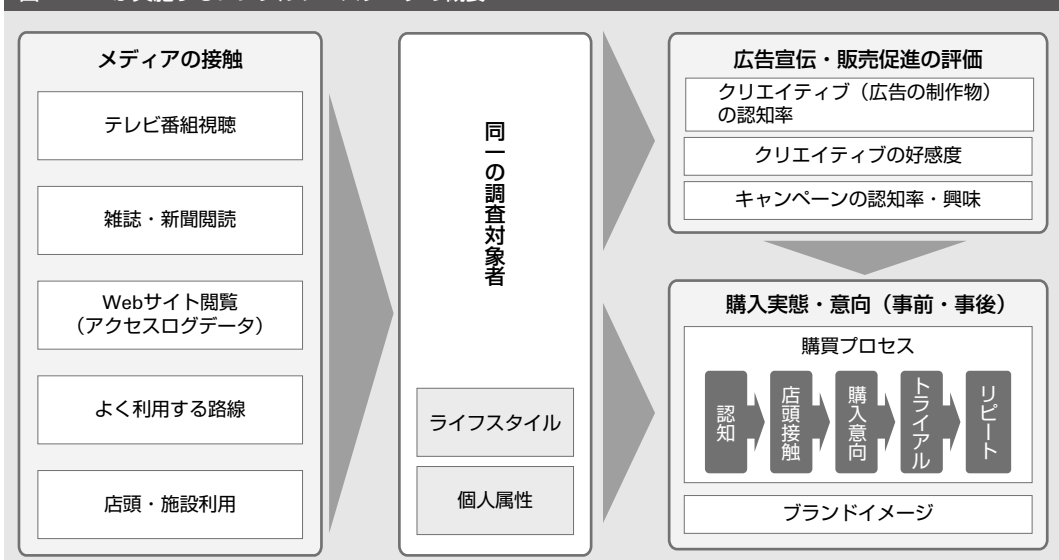 メディアの接触
テレビ番組視聴
雑誌・新聞閲読
Webサイト閲覧
（アクセスログデータ）
よく利用する路線
店頭・施設利用
同一の調査対象者
ライフスタイル
個人属性
広告宣伝・販売促進の評価
クリエイティブ（広告の制作物）
の認知率
クリエイティブの好感度
キャンペーンの認知率・興味
購入実態・意向（事前・事後）
購買プロセス
認知
店頭接触
購入意向
トライアル
リピート
ブランドイメージ